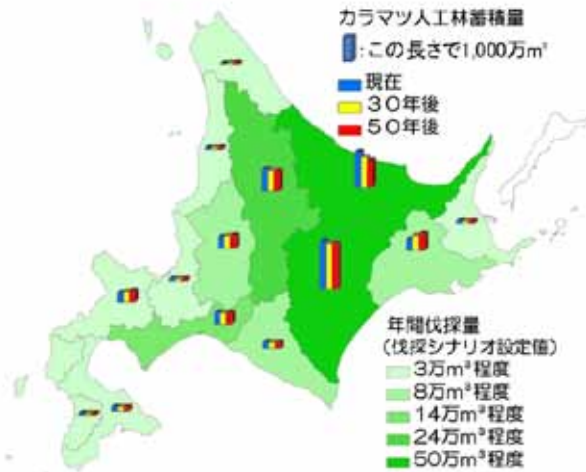 カラマツ人工林蓄積量
:この長さで1,000万m³
現在
30年後
50年後
年間伐採量
(伐採シナリオ設定値)
3万m³程度
8万m³程度
14万m³程度
24万m³程度
50万m³程度